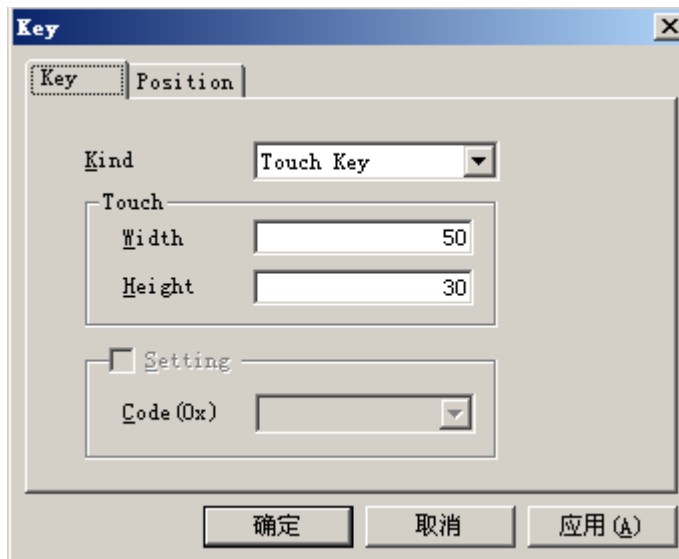 Key
Key Position
Kind Touch Key
Touch
Width 50
Height 30
Setting
Code(0x)
确定 取消 应用(A)